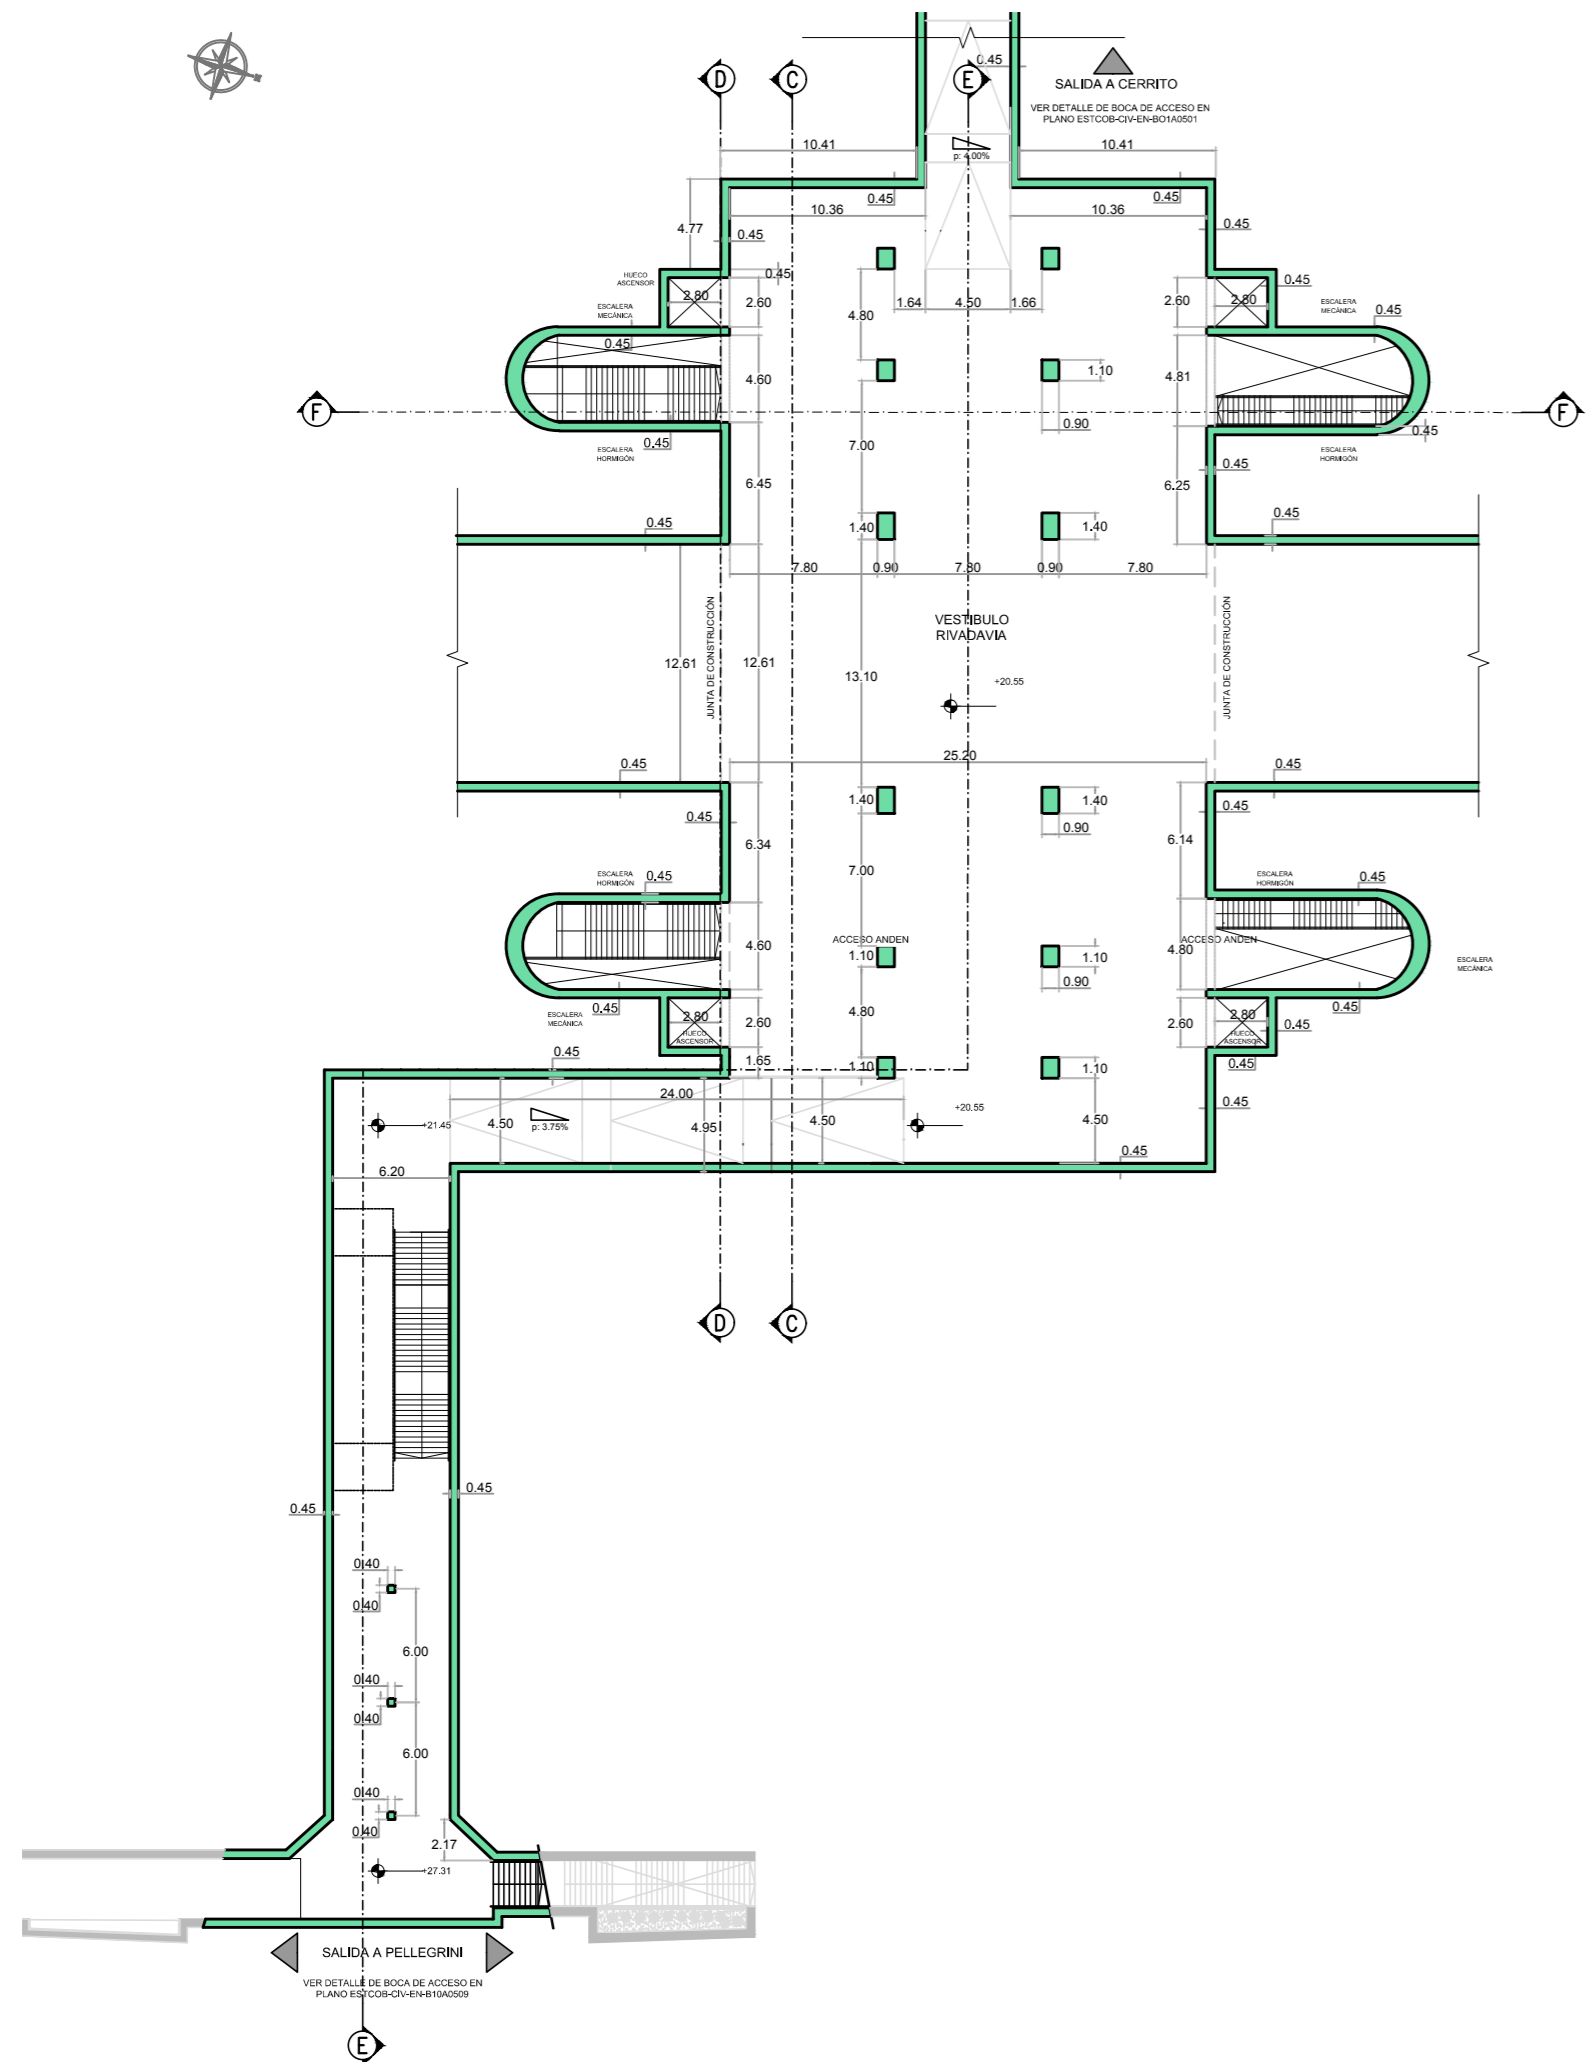 D
C
E
0.45
SALIDA A CERRITO
VER DETALLE DE BOCA DE ACCESO EN
PLANO ESTCOB-CIV-EN-BO1A0501
10.41
p: 4.00%
10.41
0.45
0.45
10.36
10.36
4.77
0.45
0.45
HUECO
ASCENSOR
0.45
0.45
2.80
2.60
1.64
4.50
1.66
2.60
2.80
ESCALERA
MECÁNICA
ESCALERA
MECÁNICA
0.45
4.80
0.45
4.60
1.10
4.81
F
F
0.90
0.45
0.45
ESCALERA
HORMIGÓN
7.00
ESCALERA
HORMIGÓN
0.45
6.45
6.25
0.45
1.40
1.40
0.45
7.80
0.90
7.80
0.90
7.80
JUNTA DE CONSTRUCCIÓN
VESTIBULO
RIVADAVIA
JUNTA DE CONSTRUCCIÓN
12.61
12.61
13.10
+20.55
25.20
0.45
0.45
1.40
1.40
0.45
0.45
0.90
6.34
6.14
7.00
ESCALERA
HORMIGÓN
0.45
ESCALERA
HORMIGÓN
0.45
4.60
ACCESO ANDEN
ACCESO ANDEN
4.80
1.10
1.10
ESCALERA
MECÁNICA
0.90
0.45
4.80
0.45
ESCALERA
MECÁNICA
2.80
2.60
2.60
2.80
0.45
HUECO
ASCENSOR
HUECO
ASCENSOR
0.45
1.65
1.10
1.10
0.45
24.00
0.45
+21.45
4.50
p: 3.75%
4.95
4.50
+20.55
4.50
0.45
6.20
D
C
0.45
0.45
0.40
0.40
6.00
0.40
0.40
6.00
0.40
0.40
2.17
+27.31
SALIDA A PELLEGRINI
VER DETALLE DE BOCA DE ACCESO EN
PLANO ESTCOB-CIV-EN-B10A0509
E